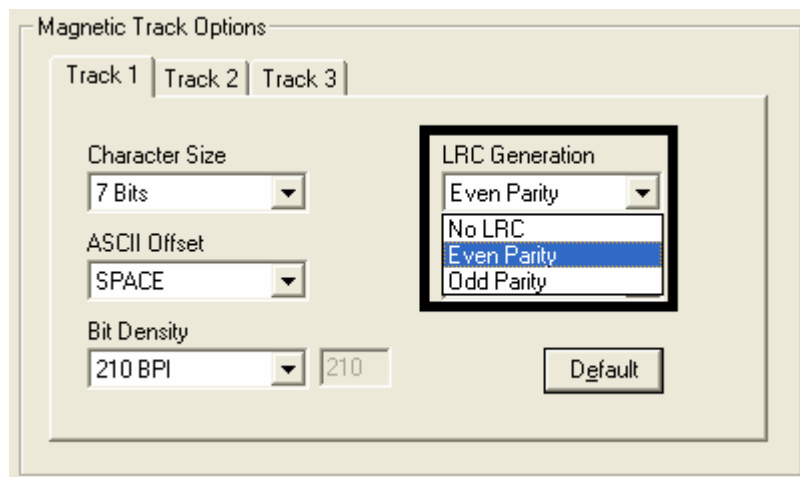 Magnetic Track Options
Track 1 Track 2 Track 3
Character Size
7 Bits
ASCII Offset
SPACE
Bit Density
210 BPI 210
LRC Generation
Even Parity
No LRC
Even Parity
Odd Parity
Default